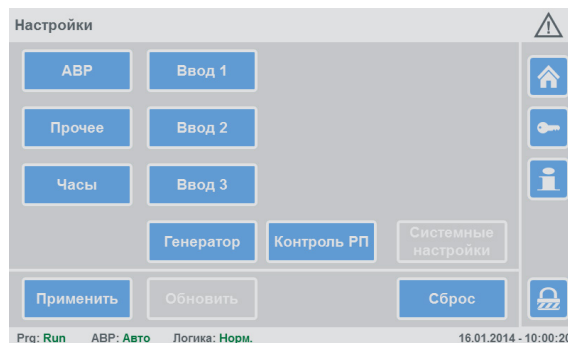 Настройки
АВР Ввод 1
Прочее Ввод 2
Часы Ввод 3
Генератор Контроль РП Системные настройки
Применить Обновить Сброс
Prg: Run АВР: Авто Логика: Норм. 16.01.2014 - 10:00:20